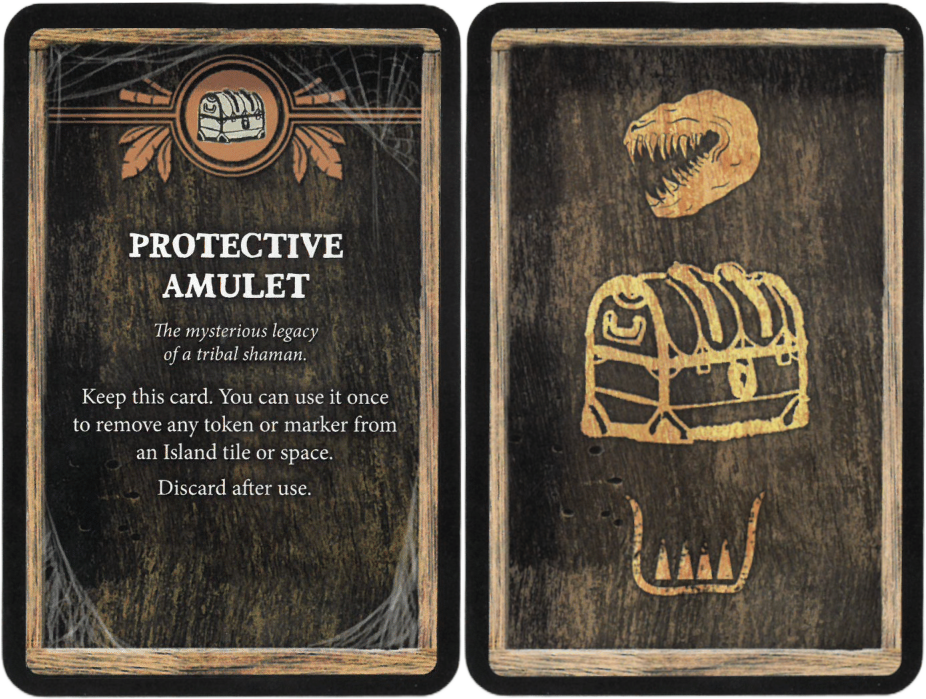 PROTECTIVE
AMULET
The mysterious legacy
of a tribal shaman.
Keep this card. You can use it once
to remove any token or marker from
an Island tile or space.
Discard after use.